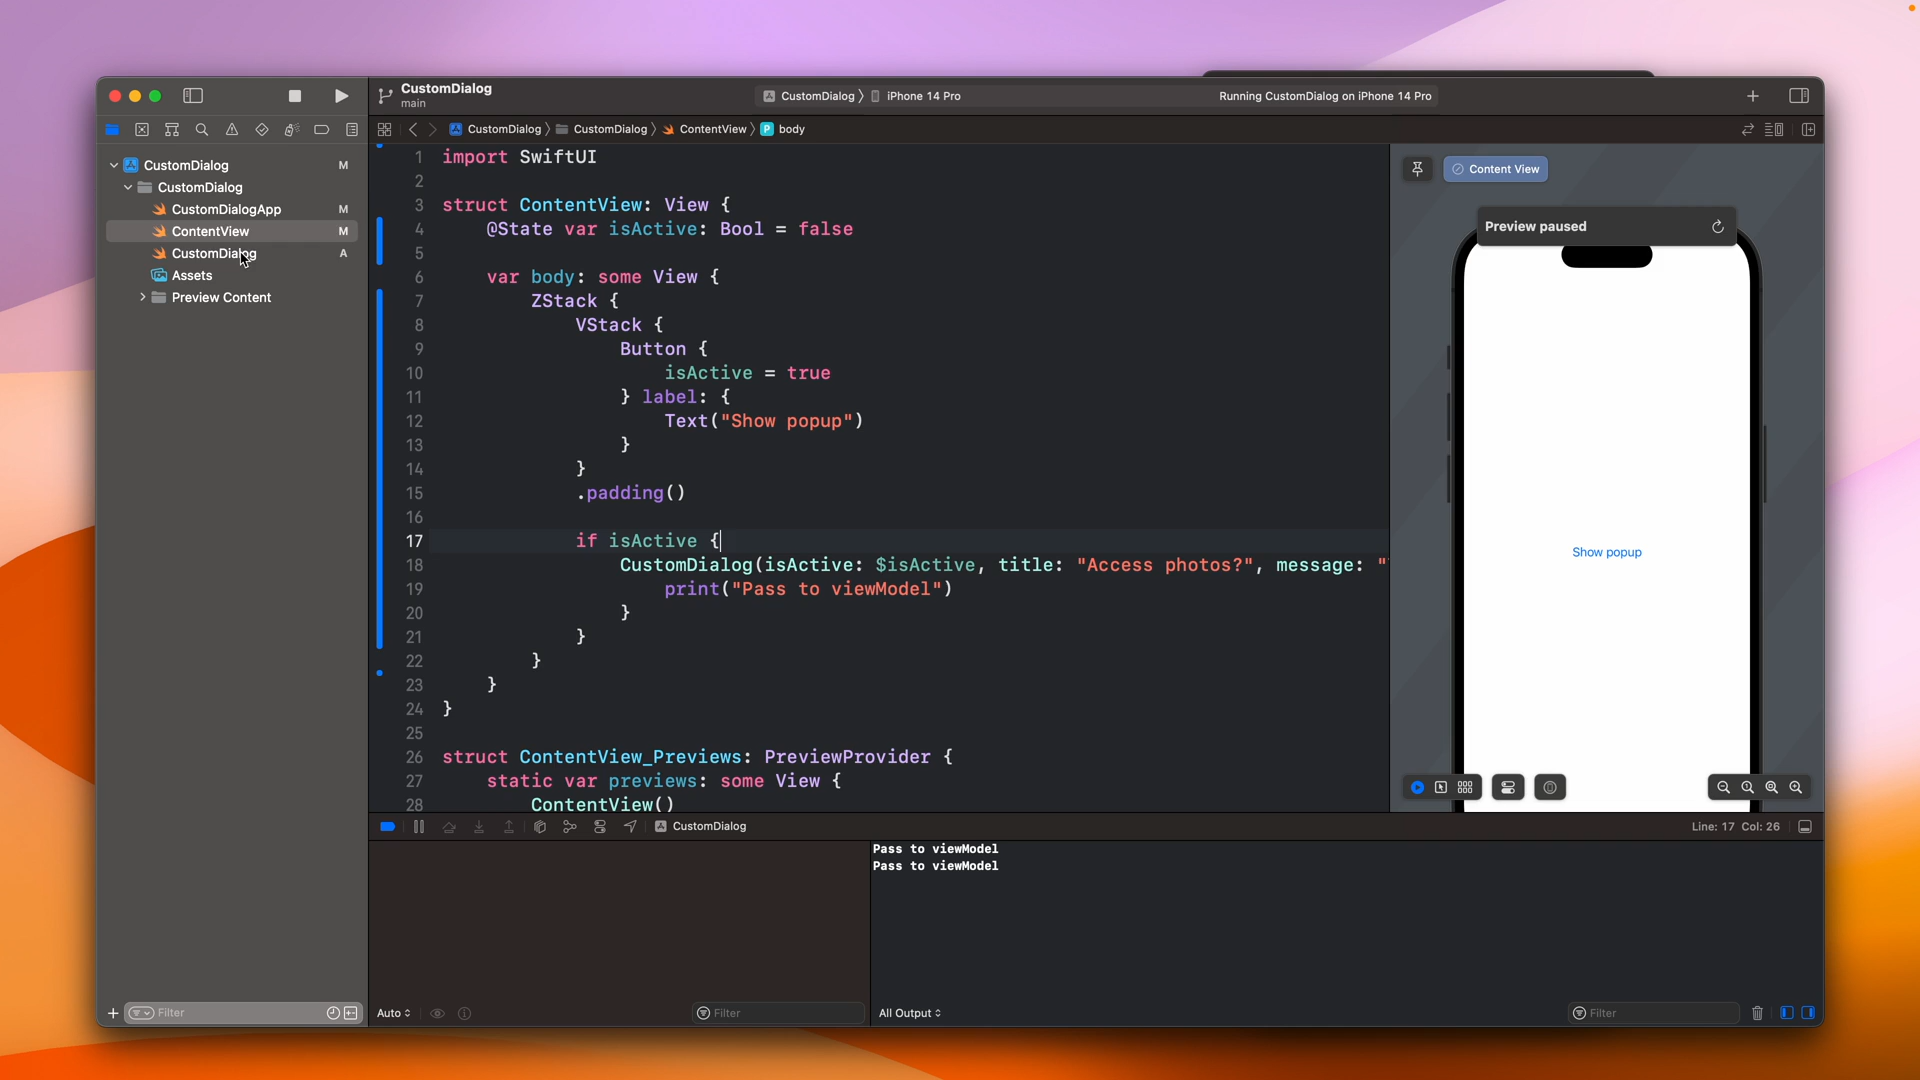 CustomDialog
main
CustomDialog
iPhone 14 Pro
Running CustomDialog on iPhone 14 Pro
CustomDialog
CustomDialog
ContentView
P
body
CustomDialog M
CustomDialog
CustomDialogApp M
ContentView M
CustomDialog A
Assets
Preview Content
1 import SwiftUI
2
3 struct ContentView: View {
4 @State var isActive: Bool = false
5
6 var body: some View {
7 ZStack {
8 VStack {
9 Button {
10 isActive = true
11 } label: {
12 Text("Show popup")
13 }
14 }
15 .padding()
16
17 if isActive {
18 CustomDialog(isActive: $isActive, title: "Access photos?", message: "
19 print("Pass to viewModel")
20 }
21 }
22 }
23 }
24 }
25
26 struct ContentView_Previews: PreviewProvider {
27 static var previews: some View {
28 ContentView()
Content View
Preview paused
Show popup
CustomDialog
Line: 17 Col: 26
Pass to viewModel
Pass to viewModel
Filter
Auto
Filter
All Output
Filter